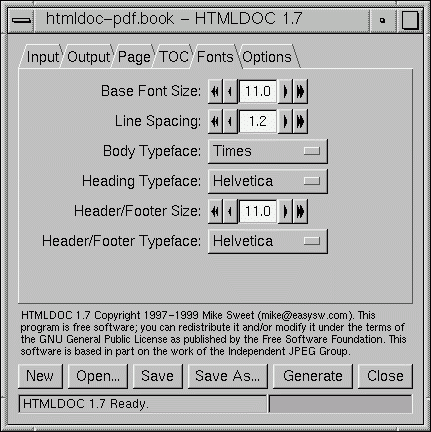 htmldoc-pdf.book - HTMLDOC 1.7
Input Output Page TOC Fonts Options
Base Font Size: 11.0
Line Spacing: 1.2
Body Typeface: Times
Heading Typeface: Helvetica
Header/Footer Size: 11.0
Header/Footer Typeface: Helvetica
HTMLDOC 1.7 Copyright 1997-1999 Mike Sweet (mike@easysw.com). This
program is free software; you can redistribute it and/or modify it under the terms of
the GNU General Public License as published by the Free Software Foundation. This
software is based in part on the work of the Independent JPEG Group.
New Open... Save Save As... Generate Close
HTMLDOC 1.7 Ready.